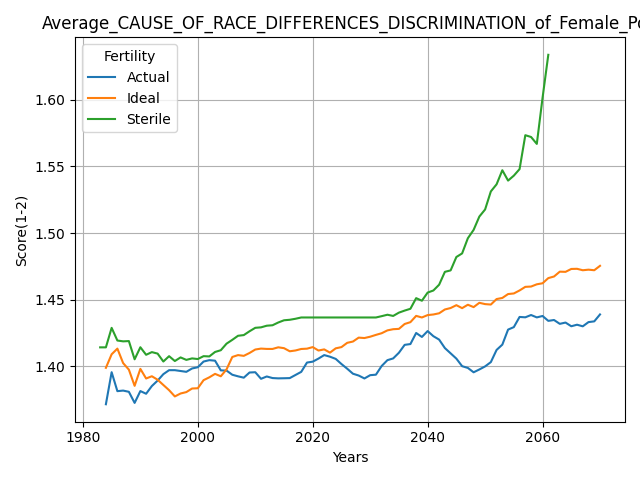 Average_CAUSE_OF_RACE_DIFFERENCES_DISCRIMINATION_of_Female_Po
Fertility
Actual
Ideal
Sterile
Score(1-2)
1.60
1.55
1.50
1.45
1.40
1980 2000 2020 2040 2060
Years